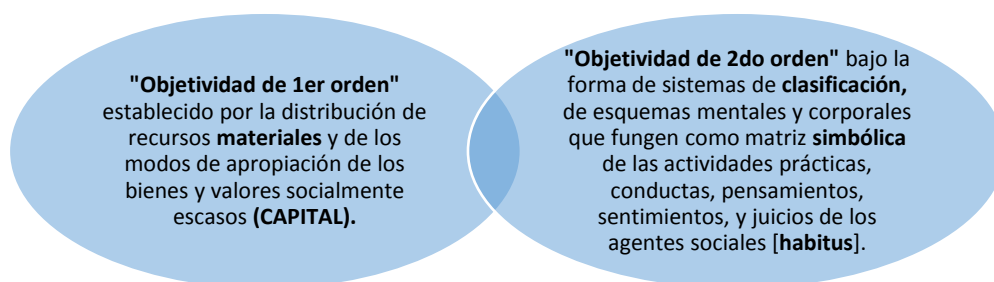 "Objetividad de 1er orden"
establecido por la distribución de
recursos materiales y de los
modos de apropiación de los
bienes y valores socialmente
escasos (CAPITAL).
"Objetividad de 2do orden" bajo la
forma de sistemas de clasificación,
de esquemas mentales y corporales
que fungen como matriz simbólica
de las actividades prácticas,
conductas, pensamientos,
sentimientos, y juicios de los
agentes sociales [habitus].